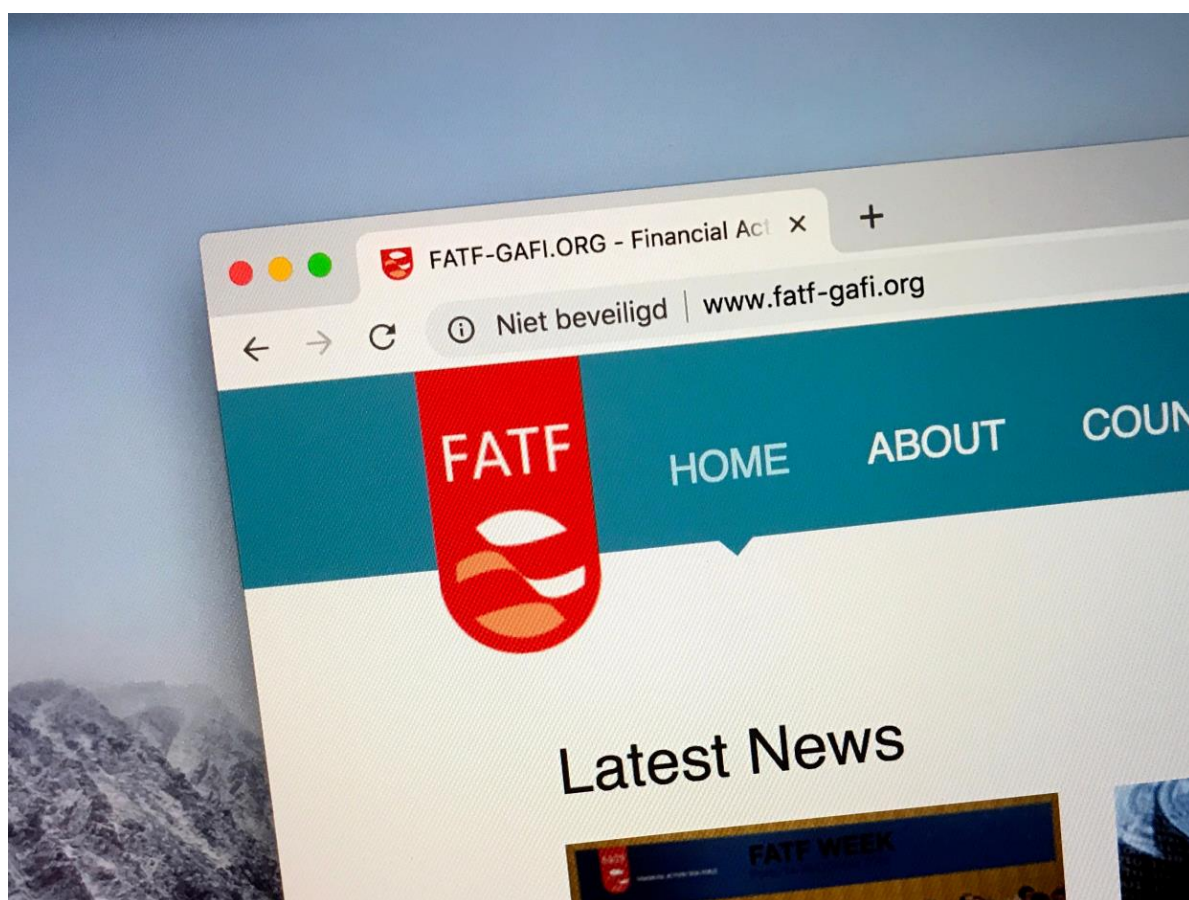 FATF-GAFI.ORG - Financial Act
Niet beveiligd www.fatf-gafi.org
FATF
HOME ABOUT COUN
Latest News
FATF WEEK